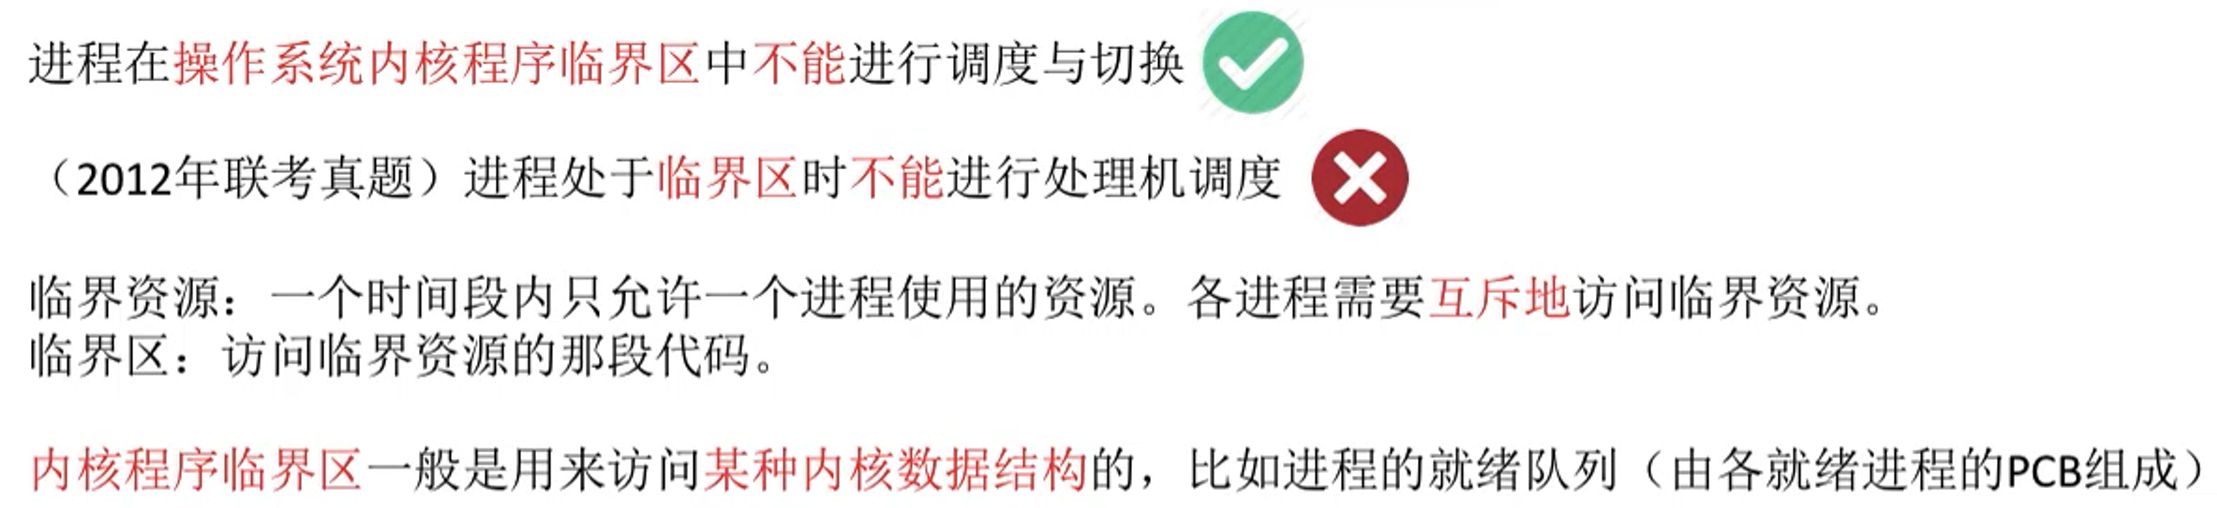 进程在操作系统内核程序临界区中不能进行调度与切换
（2012年联考真题）进程处于临界区时不能进行处理机调度
临界资源：一个时间段内只允许一个进程使用的资源。各进程需要互斥地访问临界资源。
临界区：访问临界资源的那段代码。
内核程序临界区一般是用来访问某种内核数据结构的，比如进程的就绪队列（由各就绪进程的PCB组成）